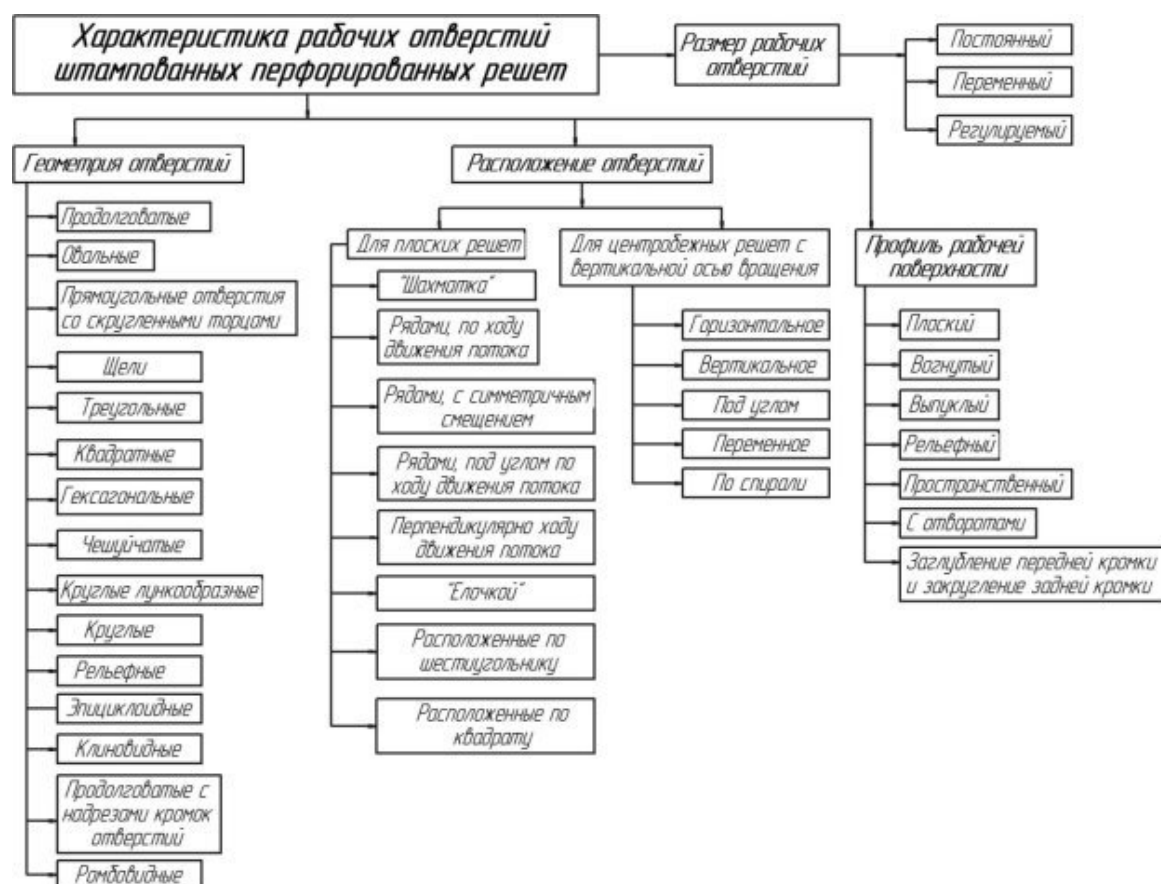 Характеристика рабочих отверстий
штампованных перфорированных решет
Размер рабочих
отверстий
Постоянный
Переменный
Регулируемый
Геометрия отверстий
Продолговатые
Овальные
Прямоугольные отверстия
со скругленными торцами
Щели
Треугольные
Квадратные
Гексагональные
Чешуйчатые
Круглые лункообразные
Круглые
Рельефные
Эпициклоидные
Клиновидные
Продолговатые с
надрезами кромок
отверстий
Ромбовидные
Расположение отверстий
Для плоских решет
"Шахматка"
Рядами, по ходу
движения потока
Рядами, с симметричным
смещением
Рядами, под углом по
ходу движения потока
Перпендикулярно ходу
движения потока
"Елочкой"
Расположенные по
шестиугольнику
Расположенные по
квадрату
Для центробежных решет с
вертикальной осью вращения
Горизонтальное
Вертикальное
Под углом
Переменное
По спирали
Профиль рабочей
поверхности
Плоский
Вогнутый
Выпуклый
Рельефный
Пространственный
С отворотами
Заглубление передней кромки
и закругление задней кромки